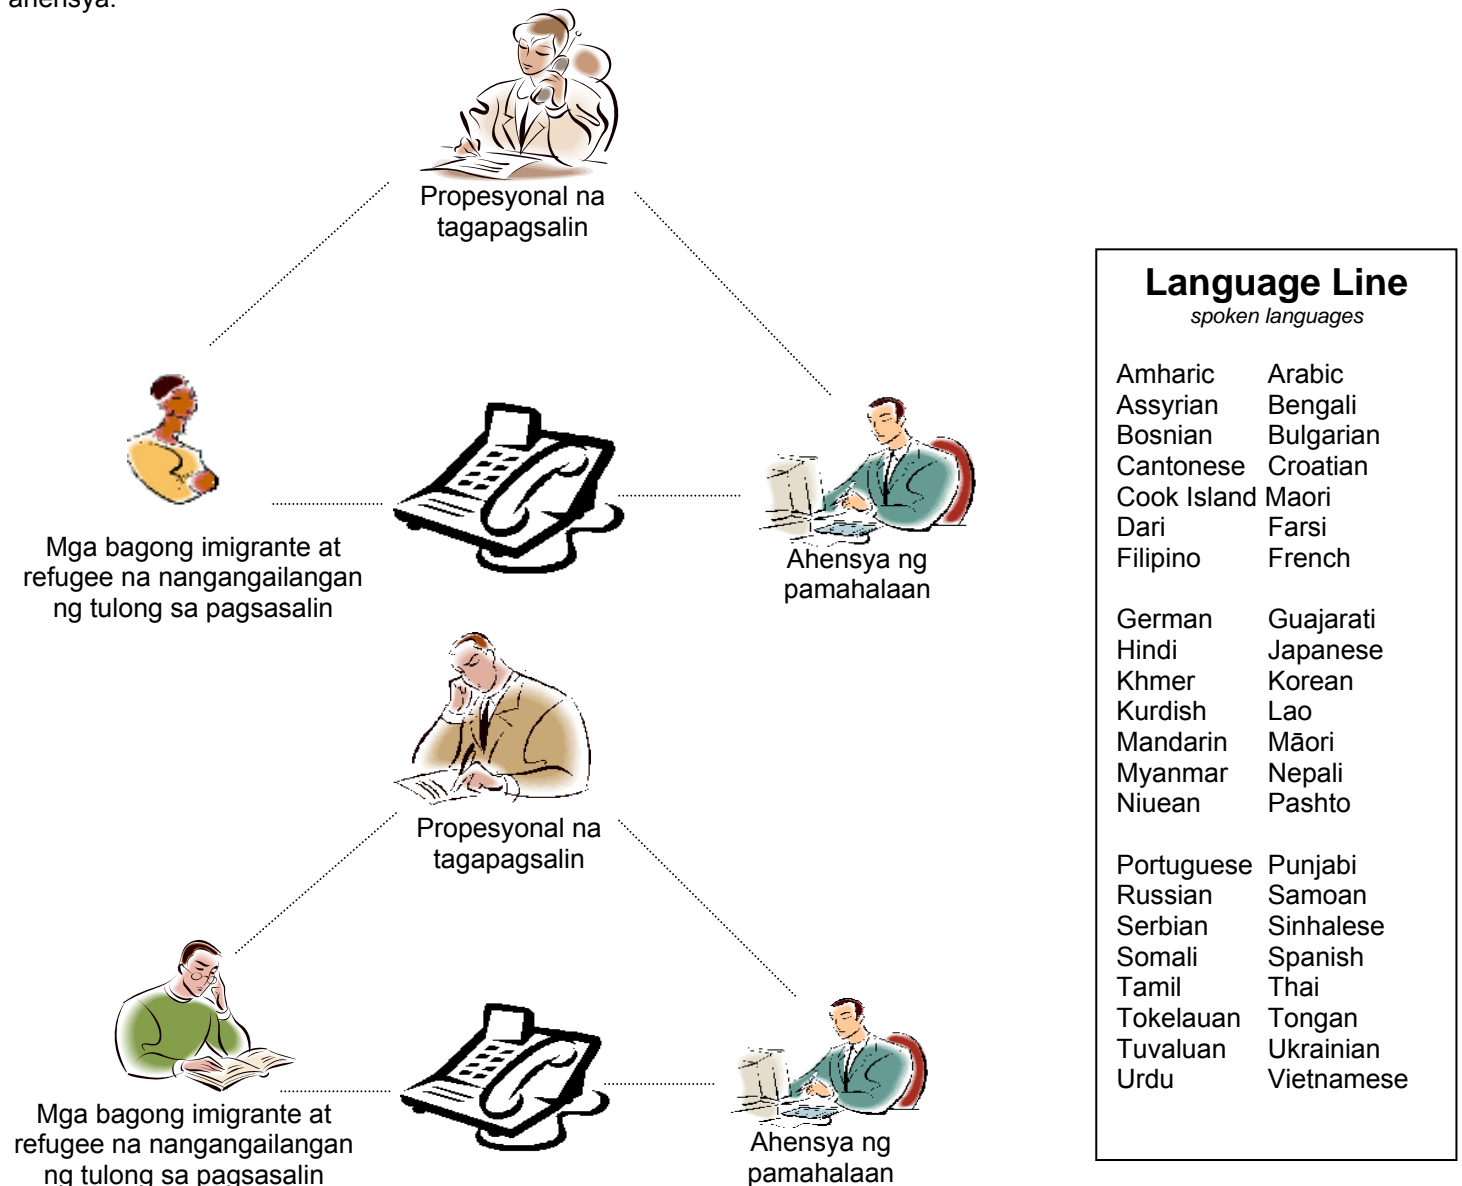 ahensya.
Propesyonal na
tagapagsalin
Mga bagong imigrante at
refugee na nangangailangan
ng tulong sa pagsasalin
Ahensya ng
pamahalaan
Propesyonal na
tagapagsalin
Mga bagong imigrante at
refugee na nangangailangan
ng tulong sa pagsasalin
Ahensya ng
pamahalaan
Language Line
spoken languages
Amharic Arabic
Assyrian Bengali
Bosnian Bulgarian
Cantonese Croatian
Cook Island Maori
Dari Farsi
Filipino French
German Guajarati
Hindi Japanese
Khmer Korean
Kurdish Lao
Mandarin Māori
Myanmar Nepali
Niuean Pashto
Portuguese Punjabi
Russian Samoan
Serbian Sinhalese
Somali Spanish
Tamil Thai
Tokelauan Tongan
Tuvaluan Ukrainian
Urdu Vietnamese